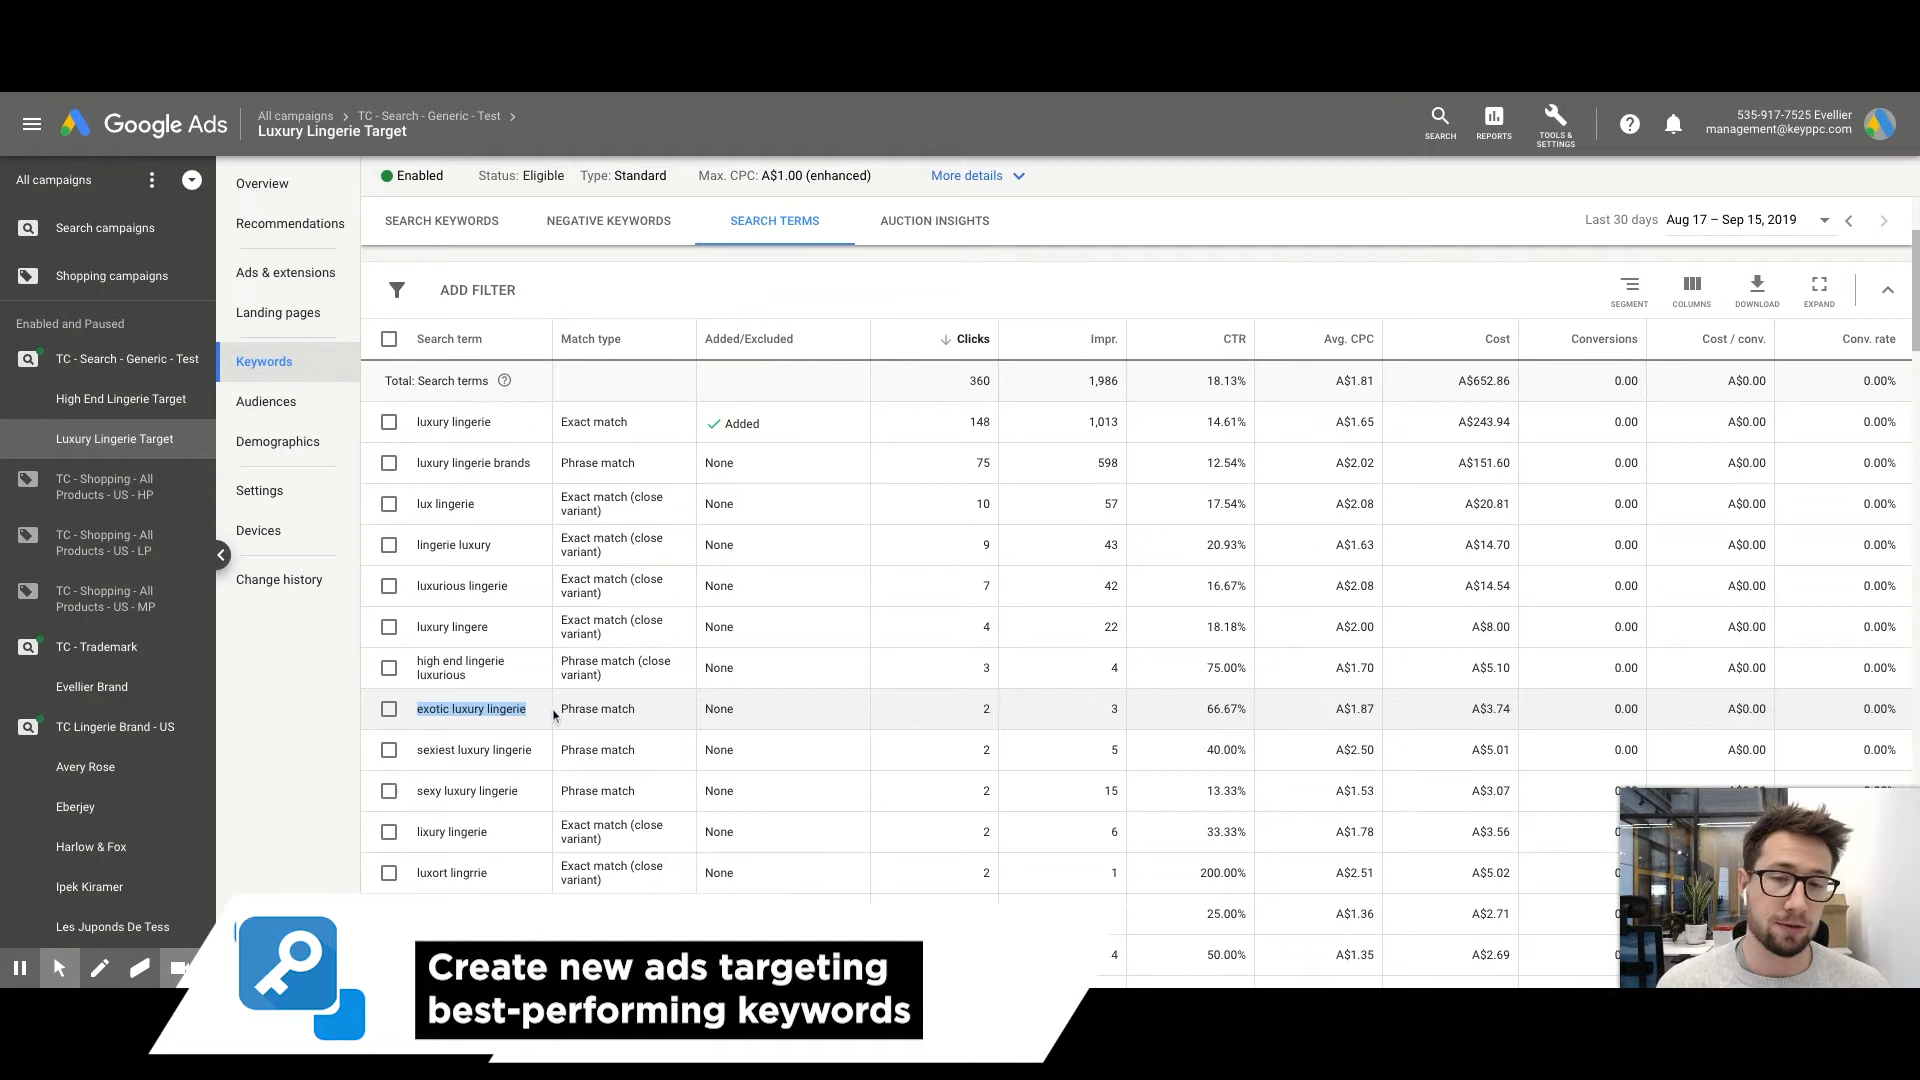 Google Ads
All campaigns > TC - Search - Generic - Test >
Luxury Lingerie Target
SEARCH
REPORTS
TOOLS &
SETTINGS
535-917-7525 Evellier
management@keyppc.com
All campaigns
Search campaigns
Shopping campaigns
Enabled and Paused
TC - Search - Generic - Test
High End Lingerie Target
Luxury Lingerie Target
TC - Shopping - All
Products - US - HP
TC - Shopping - All
Products - US - LP
TC - Shopping - All
Products - US - MP
TC - Trademark
Evellier Brand
TC Lingerie Brand - US
Avery Rose
Eberjey
Harlow & Fox
Ipek Kiramer
Les Juponds De Tess
Overview
Recommendations
Ads & extensions
Landing pages
Keywords
Audiences
Demographics
Settings
Devices
Change history
Enabled Status: Eligible Type: Standard Max. CPC: A$1.00 (enhanced) More details
SEARCH KEYWORDS NEGATIVE KEYWORDS SEARCH TERMS AUCTION INSIGHTS
Last 30 days Aug 17 – Sep 15, 2019
ADD FILTER
SEGMENT COLUMNS DOWNLOAD EXPAND
Search term Match type Added/Excluded Clicks Impr. CTR Avg. CPC Cost Conversions Cost / conv. Conv. rate
Total: Search terms 360 1,986 18.13% A$1.81 A$652.86 0.00 A$0.00 0.00%
luxury lingerie Exact match Added 148 1,013 14.61% A$1.65 A$243.94 0.00 A$0.00 0.00%
luxury lingerie brands Phrase match None 75 598 12.54% A$2.02 A$151.60 0.00 A$0.00 0.00%
lux lingerie Exact match (close variant) None 10 57 17.54% A$2.08 A$20.81 0.00 A$0.00 0.00%
lingerie luxury Exact match (close variant) None 9 43 20.93% A$1.63 A$14.70 0.00 A$0.00 0.00%
luxurious lingerie Exact match (close variant) None 7 42 16.67% A$2.08 A$14.54 0.00 A$0.00 0.00%
luxury lingere Exact match (close variant) None 4 22 18.18% A$2.00 A$8.00 0.00 A$0.00 0.00%
high end lingerie luxurious Phrase match (close variant) None 3 4 75.00% A$1.70 A$5.10 0.00 A$0.00 0.00%
exotic luxury lingerie Phrase match None 2 3 66.67% A$1.87 A$3.74 0.00 A$0.00 0.00%
sexiest luxury lingerie Phrase match None 2 5 40.00% A$2.50 A$5.01 0.00 A$0.00 0.00%
sexy luxury lingerie Phrase match None 2 15 13.33% A$1.53 A$3.07
lixury lingerie Exact match (close variant) None 2 6 33.33% A$1.78 A$3.56
luxort lingrrie Exact match (close variant) None 2 1 200.00% A$2.51 A$5.02
25.00% A$1.36 A$2.71
4 50.00% A$1.35 A$2.69
Create new ads targeting
best-performing keywords